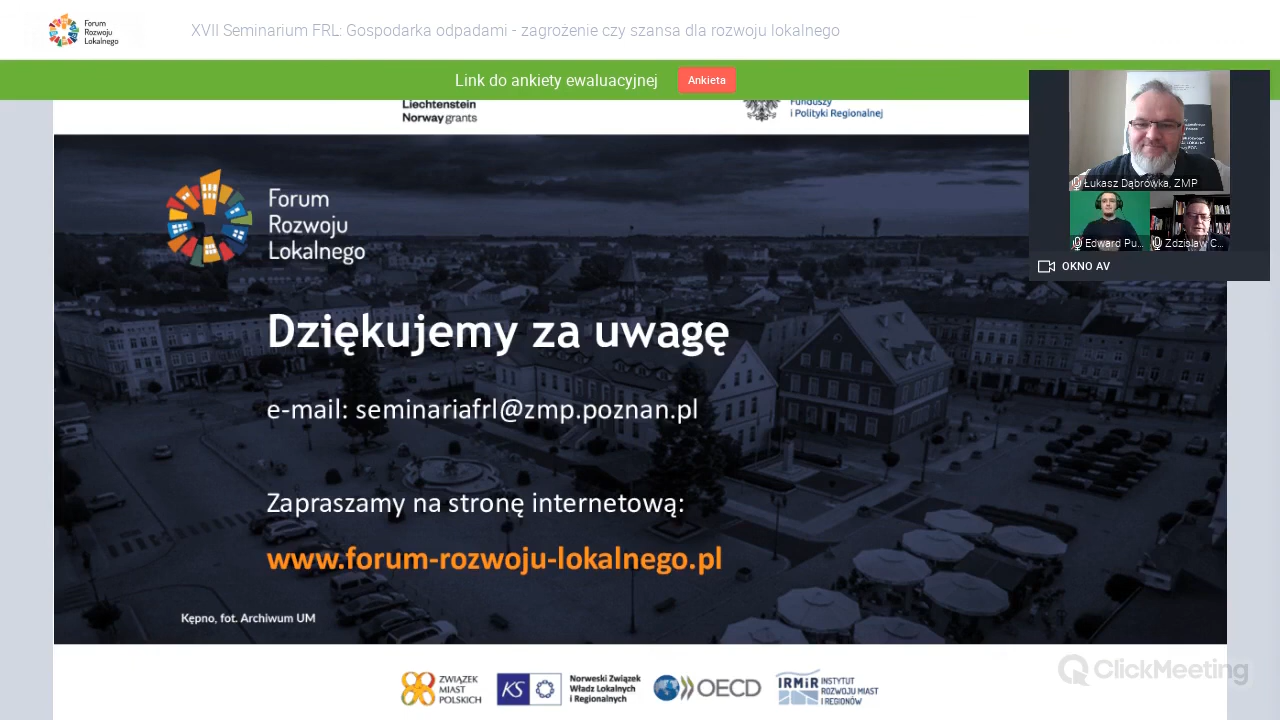 Forum
Rozwoju
Lokalnego
XVII Seminarium FRL: Gospodarka odpadami - zagrożenie czy szansa dla rozwoju lokalnego
Link do ankiety ewaluacyjnej
Ankieta
Liechtenstein
Norway grants
Funduszy
i Polityki Regionalnej
Łukasz Dąbrówka, ZMP
Edward Pu...
Zdzisław C...
OKNO AV
Forum
Rozwoju
Lokalnego
Dziękujemy za uwagę
e-mail: seminariafrl@zmp.poznan.pl
Zapraszamy na stronę internetową:
www.forum-rozwoju-lokalnego.pl
Kępno, fot. Archiwum UM
ZWIĄZEK
MIAST
POLSKICH
KS
Norweski Związek
Władz Lokalnych
i Regionalnych
OECD
IRMiR
INSTYTUT
ROZWOJU MIAST
I REGIONÓW
ClickMeeting